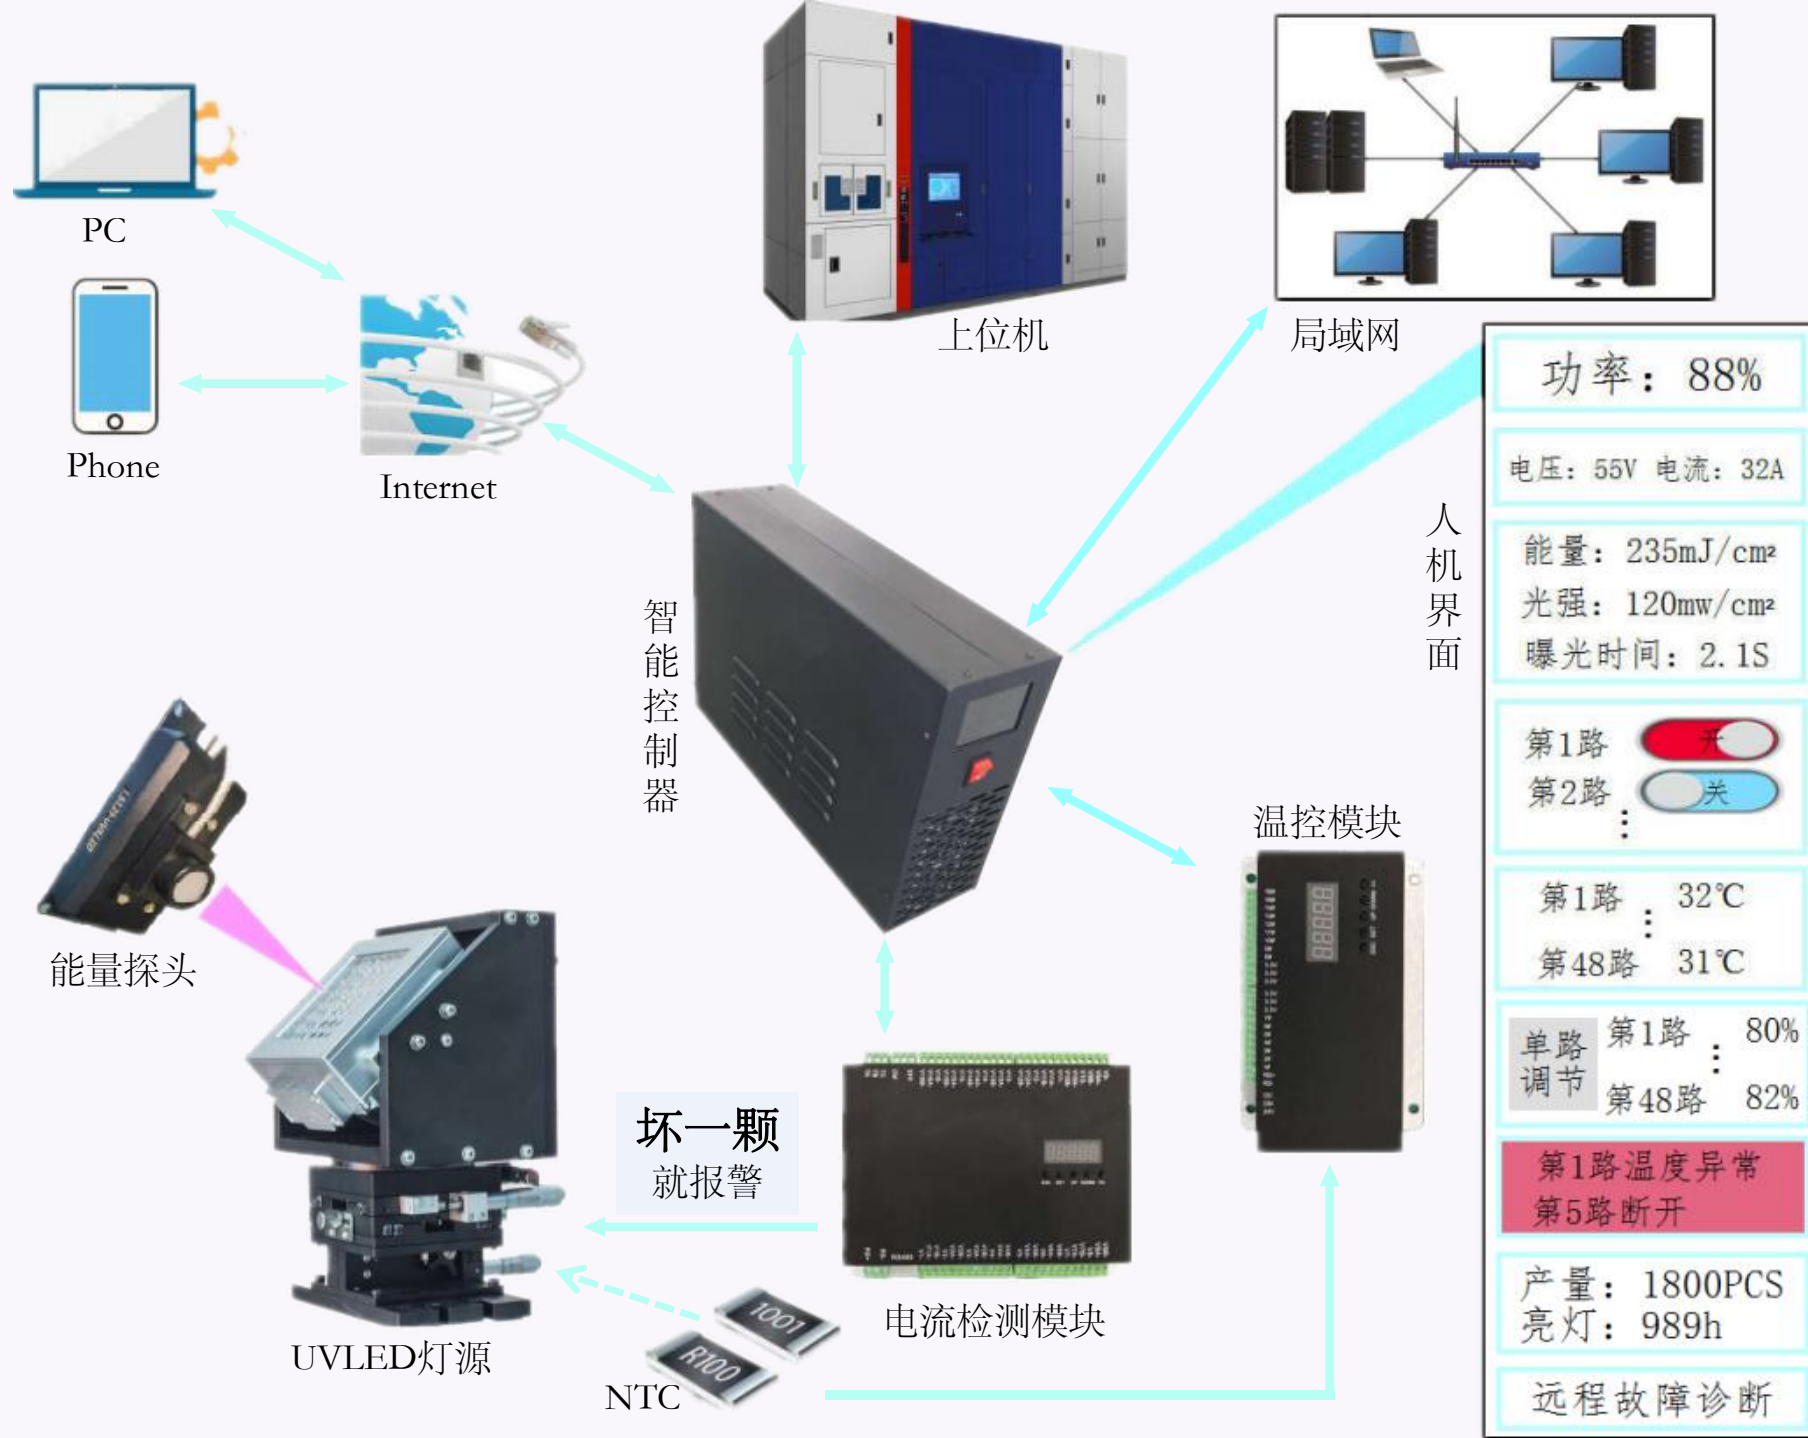 PC
Phone
Internet
上位机
局域网
智能控制器
人机界面
功率：88%
电压：55V 电流：32A
能量：235mJ/cm²
光强：120mw/cm²
曝光时间：2.1S
第1路 开
第2路 关
第1路 32℃
第48路 31℃
单路调节
第1路 80%
第48路 82%
第1路温度异常
第5路断开
产量：1800PCS
亮灯：989h
远程故障诊断
温控模块
能量探头
坏一颗
就报警
电流检测模块
UVLED灯源
1001
R100
NTC